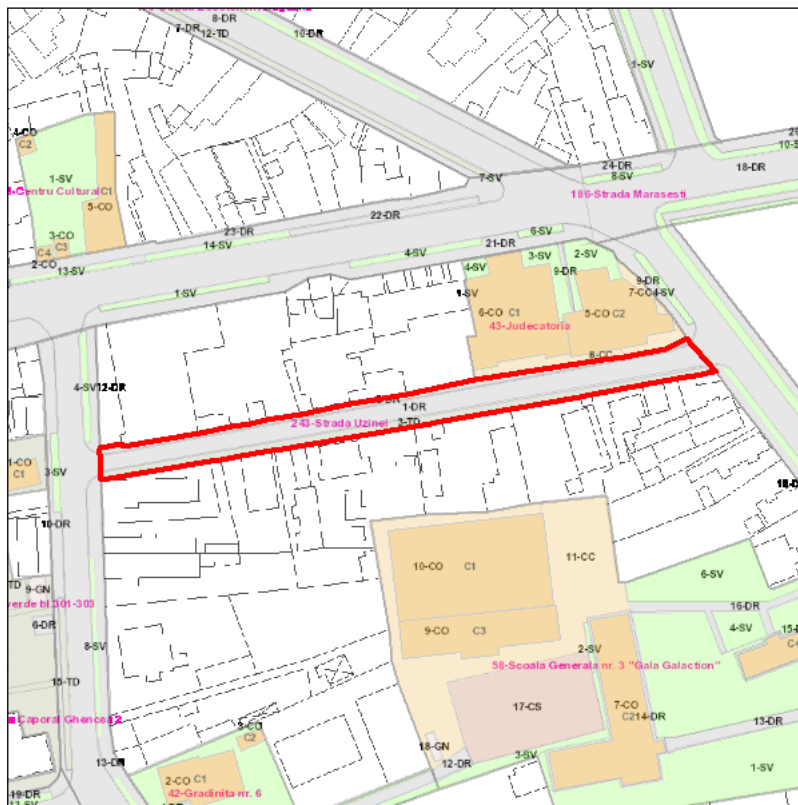 8-DR
7-DR
12-TD
10-DR
1-SV
4-CO
C2
1-SV
C1
5-CO
3-CO
C4
C3
2-CO
13-SV
7-SV
24-DR
8-SV
18-DR
186-Strada Marasesti
22-DR
23-DR
14-SV
6-SV
21-DR
4-SV
3-SV
2-SV
4-SV
9-DR
9-DR
7-CC
4-SV
1-SV
1-SV
6-CO C1
5-CO C2
43-Judecatoria
8-CC
4-SV
12-DR
1-DR
243-Strada Uzinei
3-TD
1-CO
C1
3-SV
10-DR
11-CC
10-CO C1
6-SV
9-GN
verde bl.301-303
6-DR
16-DR
4-SV
9-CO C3
8-SV
2-SV
58-Scoala Generala nr. 3 "Gala Galaction"
15-TD
17-CS
7-CO
C2
14-DR
Caporal Ghencea 2
13-DR
C2
18-GN
12-DR
3-SV
13-DR
1-SV
2-CO C1
42-Gradinita nr. 6
19-DR